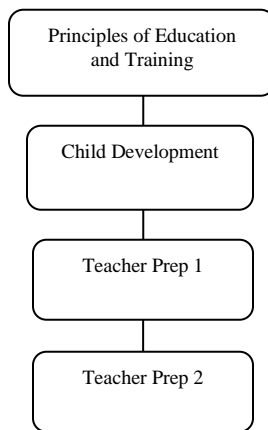 Principles of Education
and Training
Child Development
Teacher Prep 1
Teacher Prep 2